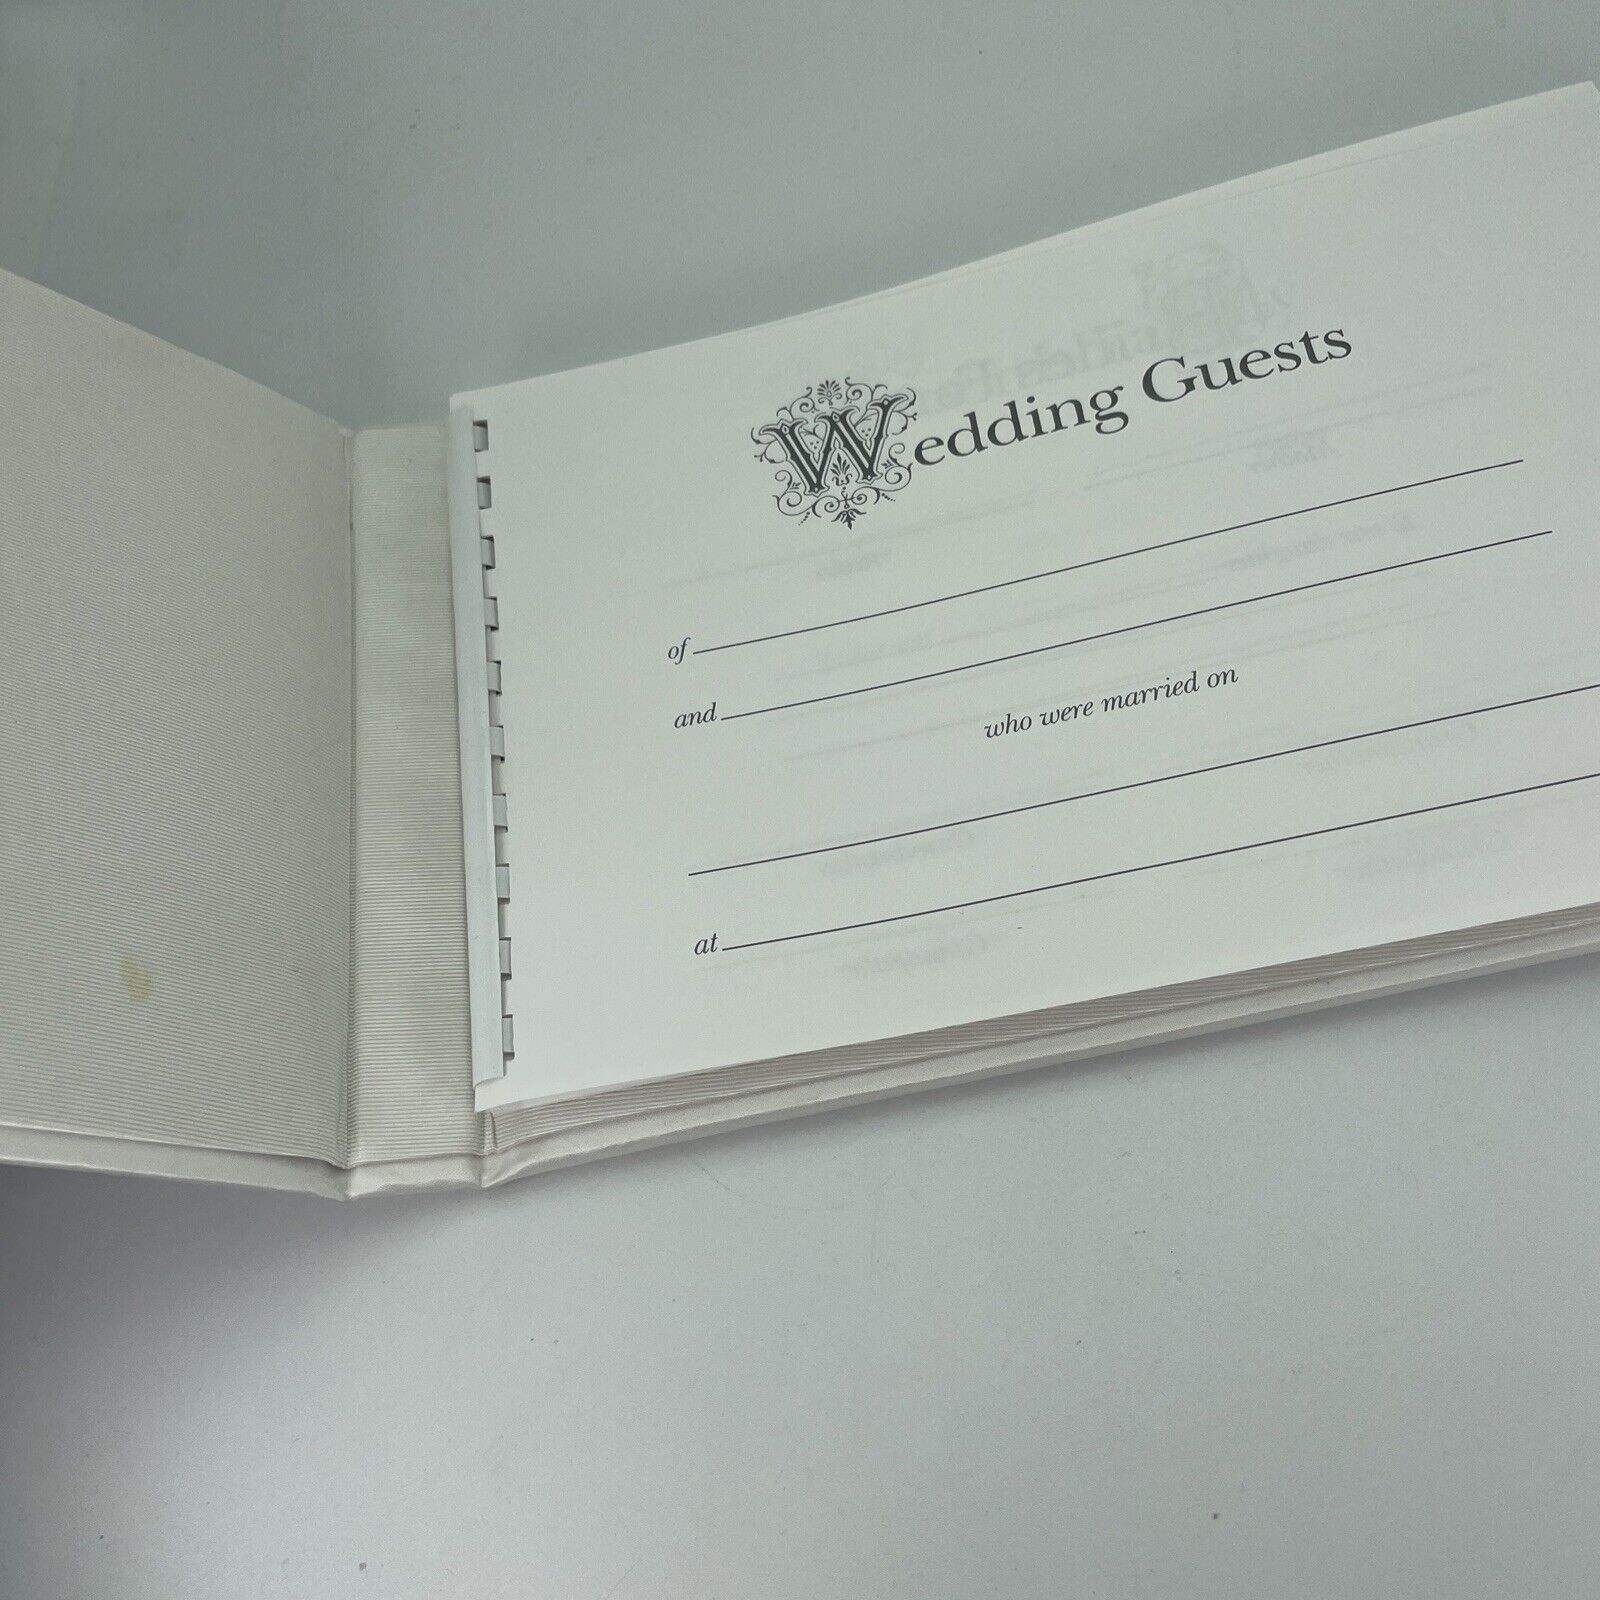 Wedding Guests
of
and
who were married on
at